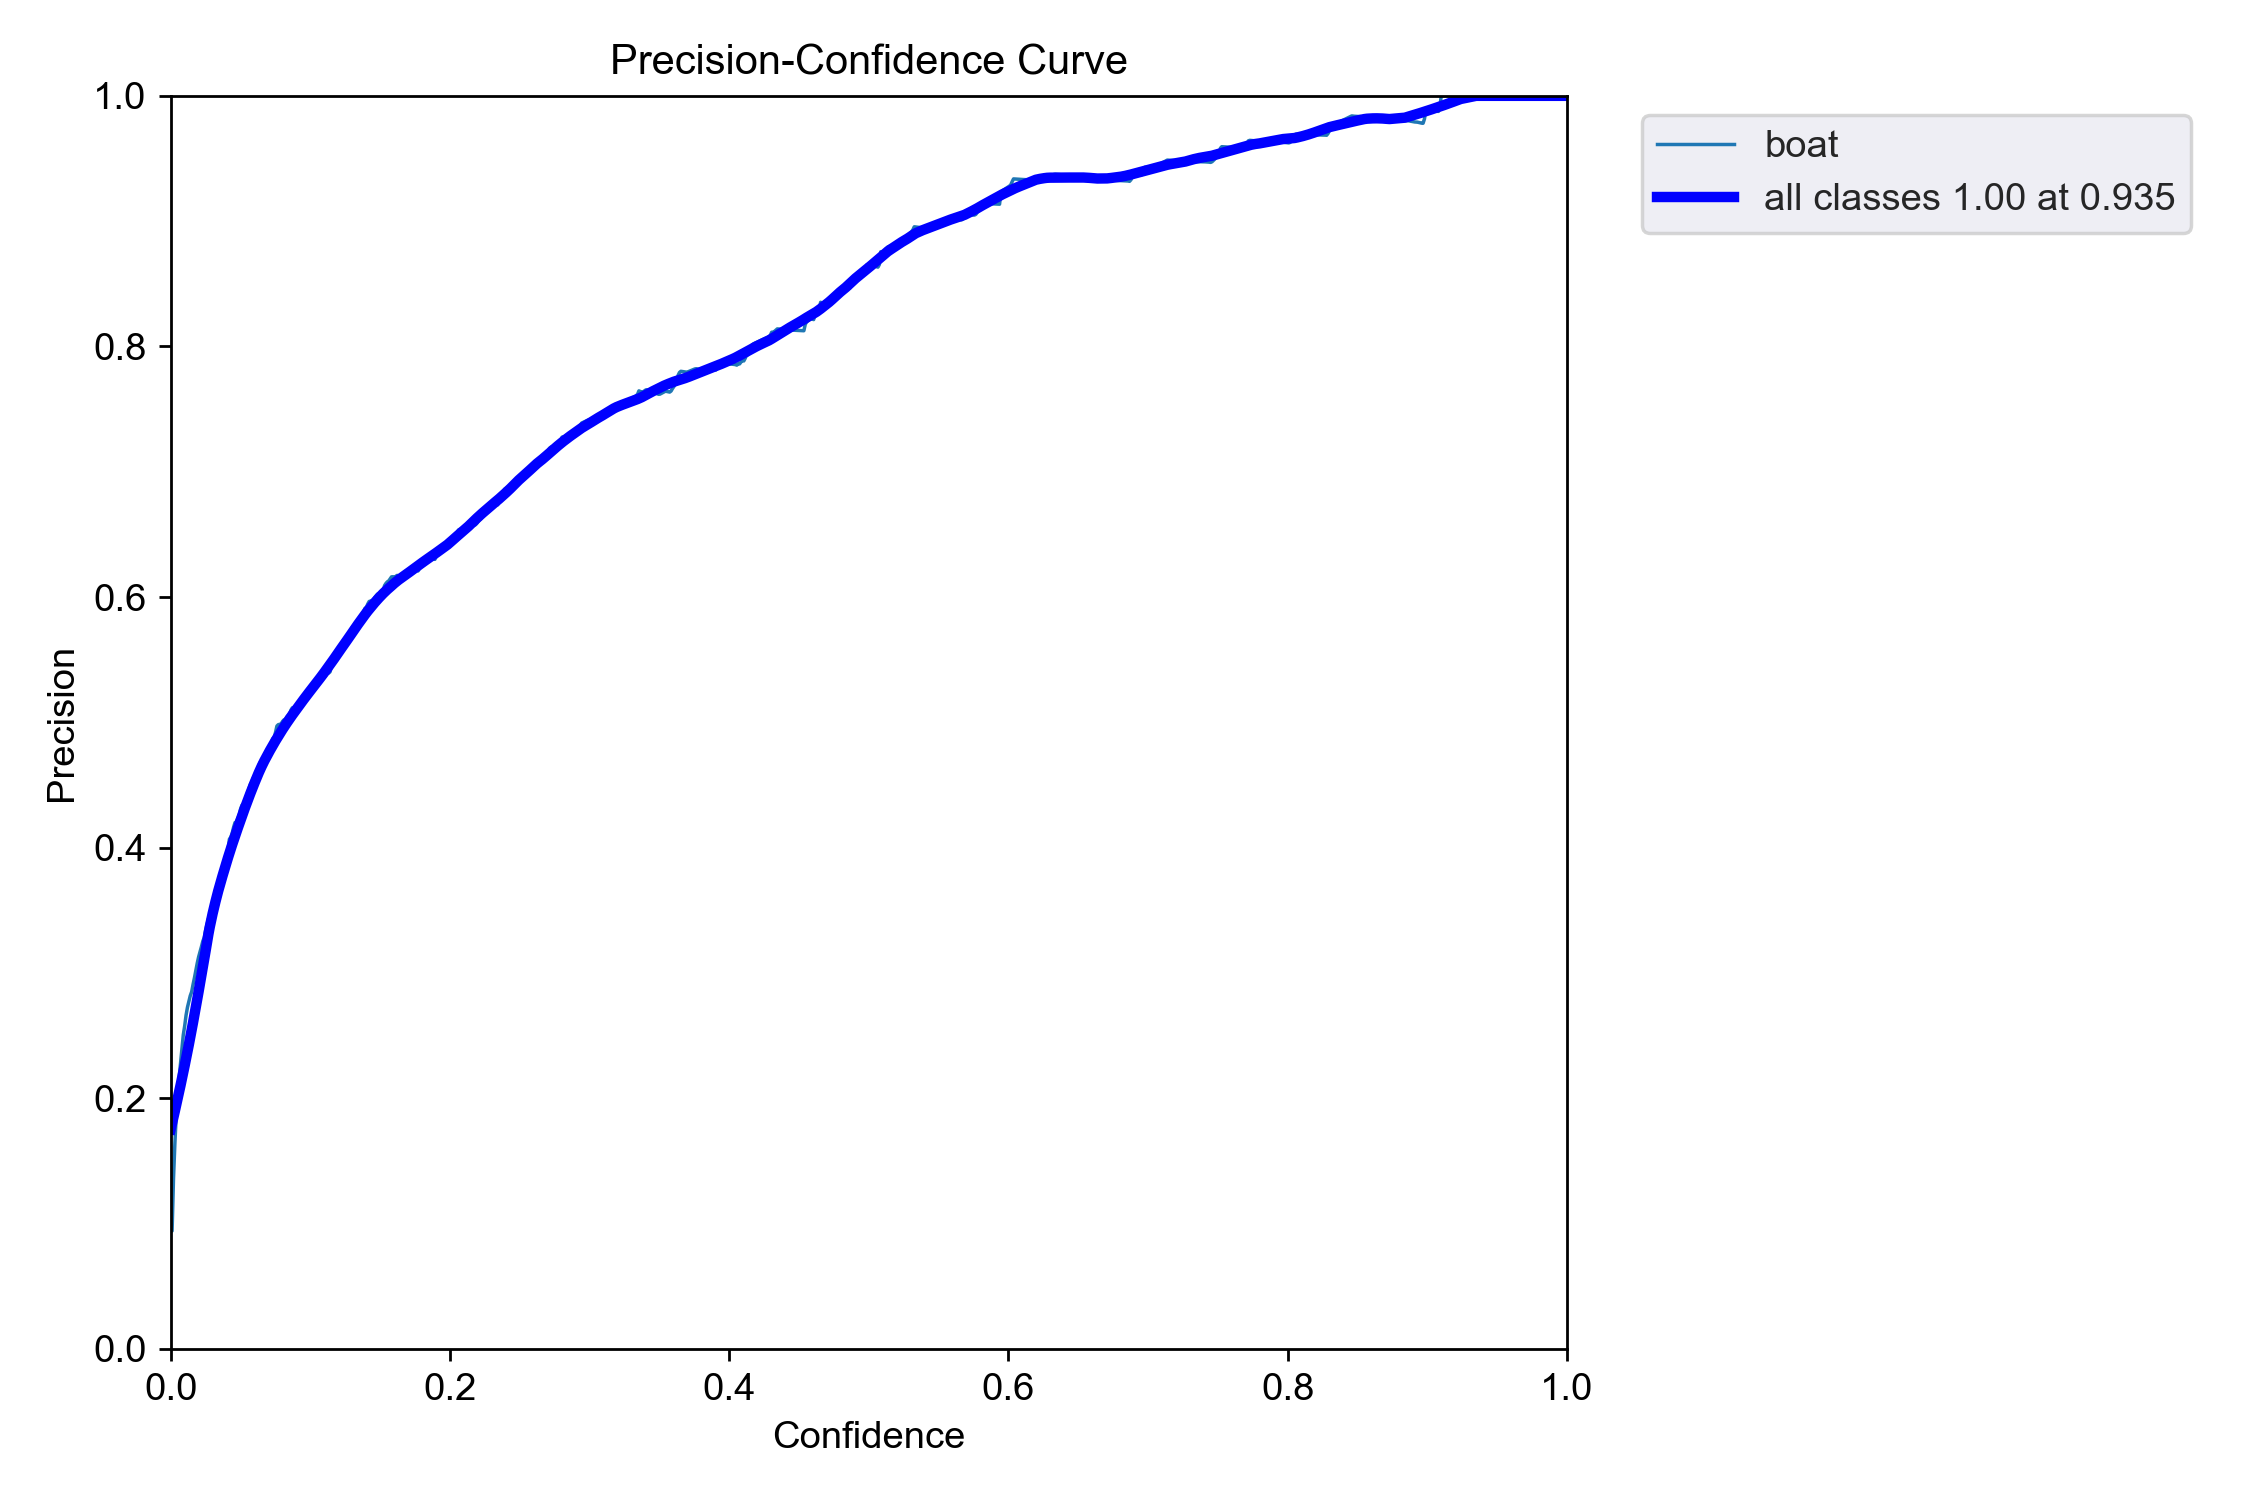 Precision-Confidence Curve
1.0
0.8
0.6
0.4
0.2
0.0
Precision
0.0 0.2 0.4 0.6 0.8 1.0
Confidence
boat
all classes 1.00 at 0.935